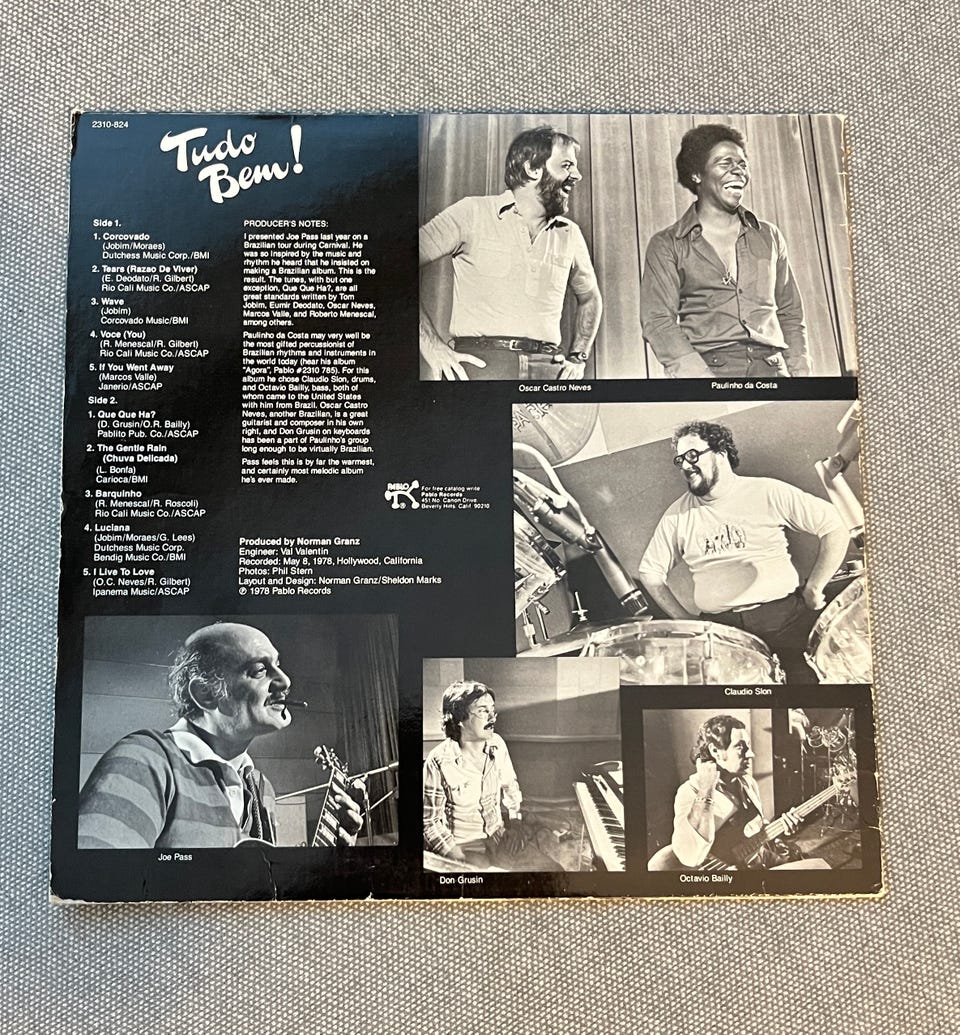 2310-824
Tudo
Bem!
Side 1.
1. Corcovado
(Jobim/Moraes)
Dutchess Music Corp./BMI
2. Tears (Razao De Viver)
(E. Deodato/R. Gilbert)
Rio Cali Music Co./ASCAP
3. Wave
(Jobim)
Corcovado Music/BMI
4. Voce (You)
(R. Menescal/R. Gilbert)
Rio Cali Music Co./ASCAP
5. If You Went Away
(Marcos Valle)
Janerio/ASCAP
Side 2.
1. Que Que Ha?
(D. Grusin/O.R. Bailly)
Pablito Pub. Co./ASCAP
2. The Gentle Rain
(Chuva Delicada)
(L. Bonfa)
Carioca/BMI
3. Barquinho
(R. Menescal/R. Roscoli)
Rio Cali Music Co./ASCAP
4. Luciana
(Jobim/Moraes/G. Lees)
Dutchess Music Corp.
Bendig Music Co./BMI
5. I Live To Love
(O.C. Neves/R. Gilbert)
Ipanema Music/ASCAP
PRODUCER'S NOTES:
I presented Joe Pass last year on a
Brazilian tour during Carnival. He
was so inspired by the music and
rhythm he heard that he insisted on
making a Brazilian album. This is the
result. The tunes, with but one
exception, Que Que Ha?, are all
great standards written by Tom
Jobim, Eumir Deodato, Oscar Neves,
Marcos Valle, and Roberto Menescal,
among others.
Paulinho da Costa may very well be
the most gifted percussionist of
Brazilian rhythms and instruments in
the world today (hear his album
"Agora", Pablo #2310 785). For this
album he chose Claudio Slon, drums,
and Octavio Bailly, bass, both of
whom came to the United States
with him from Brazil. Oscar Castro
Neves, another Brazilian, is a great
guitarist and composer in his own
right, and Don Grusin on keyboards
has been a part of Paulinho's group
long enough to be virtually Brazilian.
Pass feels this is by far the warmest,
and certainly most melodic album
he's ever made.
PABLO
For free catalog write
Pablo Records
451 No. Canon Drive
Beverly Hills, Calif. 90210
Produced by Norman Granz
Engineer: Val Valentin
Recorded: May 8, 1978, Hollywood, California
Photos: Phil Stern
Layout and Design: Norman Granz/Sheldon Marks
℗ 1978 Pablo Records
Oscar Castro Neves
Paulinho da Costa
Claudio Slon
Joe Pass
Don Grusin
Octavio Bailly